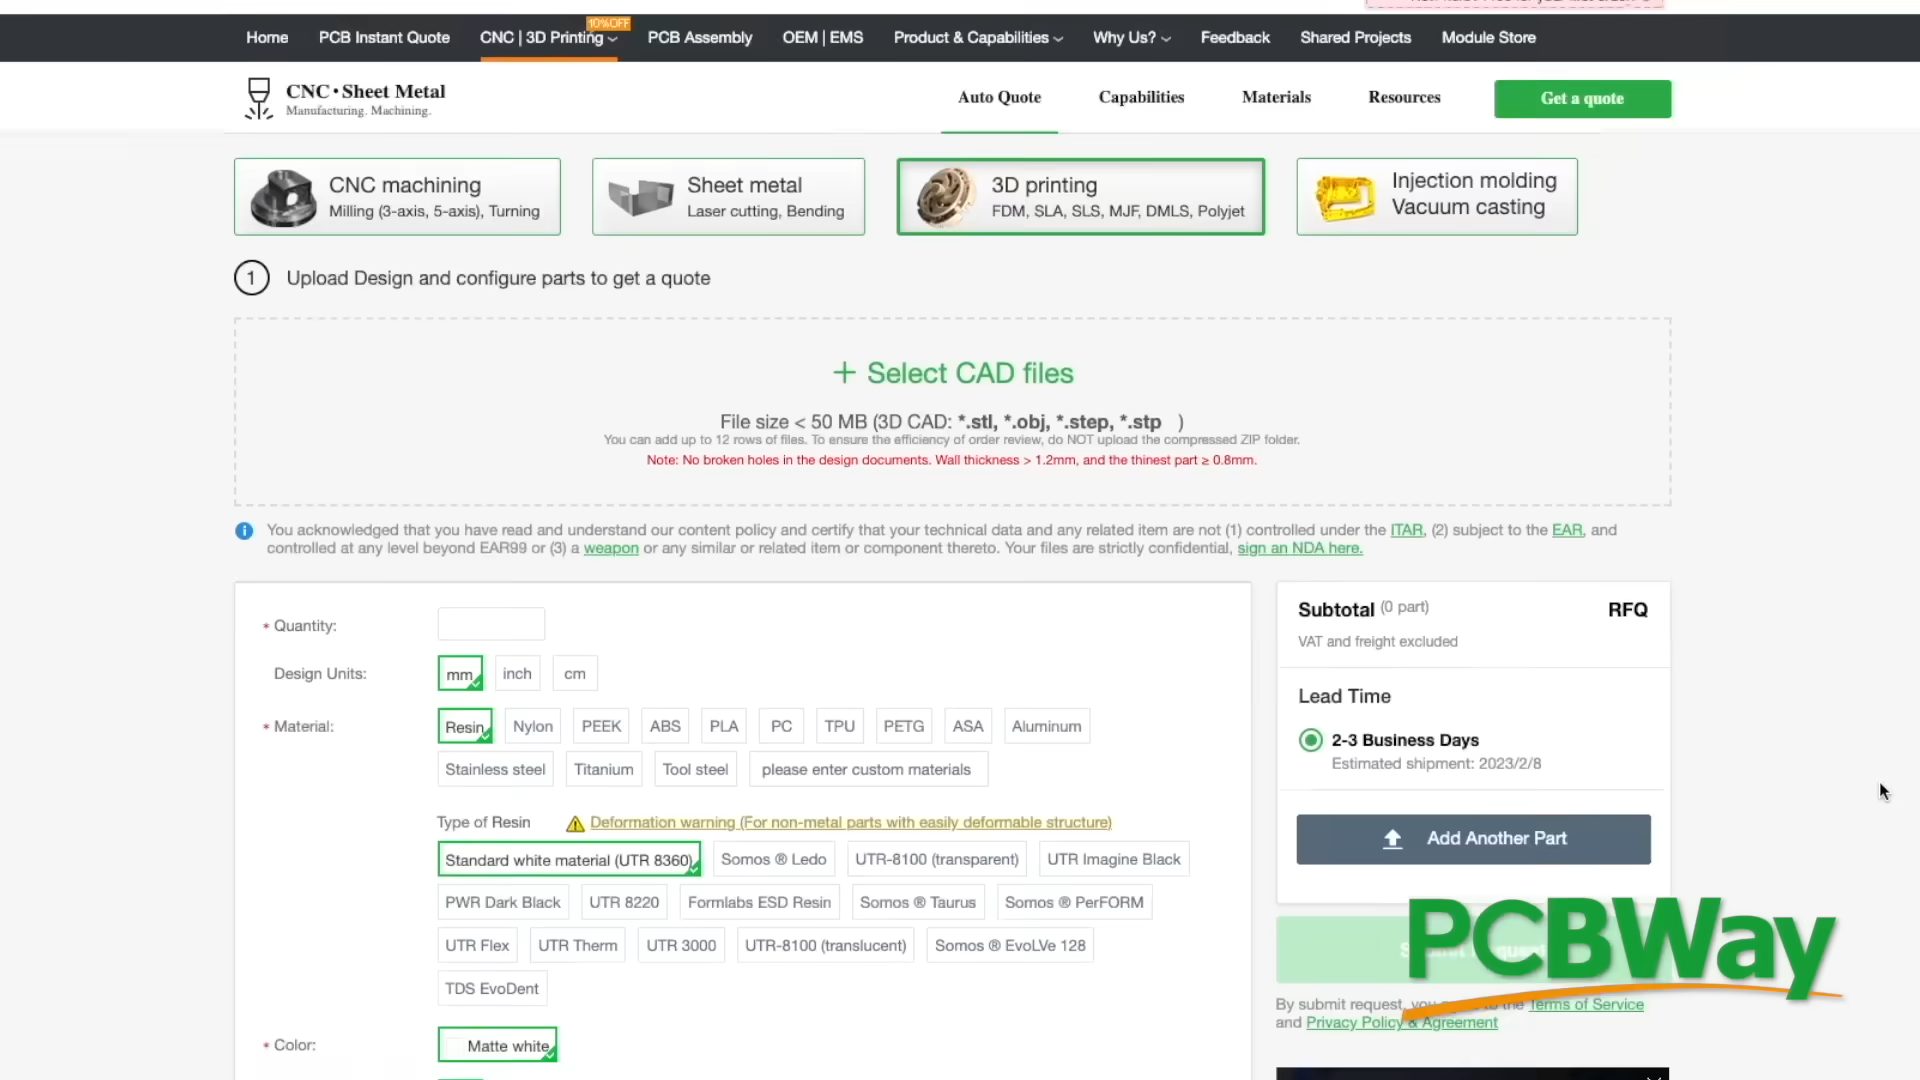 10%OFF
Home PCB Instant Quote CNC | 3D Printing PCB Assembly OEM | EMS Product & Capabilities Why Us? Feedback Shared Projects Module Store
CNC • Sheet Metal
Manufacturing. Machining.
Auto Quote Capabilities Materials Resources Get a quote
CNC machining
Milling (3-axis, 5-axis), Turning
Sheet metal
Laser cutting, Bending
3D printing
FDM, SLA, SLS, MJF, DMLS, Polyjet
Injection molding
Vacuum casting
1 Upload Design and configure parts to get a quote
+ Select CAD files
File size < 50 MB (3D CAD: *.stl, *.obj, *.step, *.stp )
You can add up to 12 rows of files. To ensure the efficiency of order review, do NOT upload the compressed ZIP folder.
Note: No broken holes in the design documents. Wall thickness > 1.2mm, and the thinest part ≥ 0.8mm.
You acknowledged that you have read and understand our content policy and certify that your technical data and any related item are not (1) controlled under the ITAR, (2) subject to the EAR, and
controlled at any level beyond EAR99 or (3) a weapon or any similar or related item or component thereto. Your files are strictly confidential, sign an NDA here.
* Quantity:
Design Units: mm inch cm
* Material: Resin Nylon PEEK ABS PLA PC TPU PETG ASA Aluminum
Stainless steel Titanium Tool steel please enter custom materials
Type of Resin Deformation warning (For non-metal parts with easily deformable structure)
Standard white material (UTR 8360) Somos ® Ledo UTR-8100 (transparent) UTR Imagine Black
PWR Dark Black UTR 8220 Formlabs ESD Resin Somos ® Taurus Somos ® PerFORM
UTR Flex UTR Therm UTR 3000 UTR-8100 (translucent) Somos ® EvoLVe 128
TDS EvoDent
* Color: Matte white
Subtotal (0 part) RFQ
VAT and freight excluded
Lead Time
2-3 Business Days
Estimated shipment: 2023/2/8
Add Another Part
PCBWay
By submit request, you to the Terms of Service
and Privacy Policy & Agreement